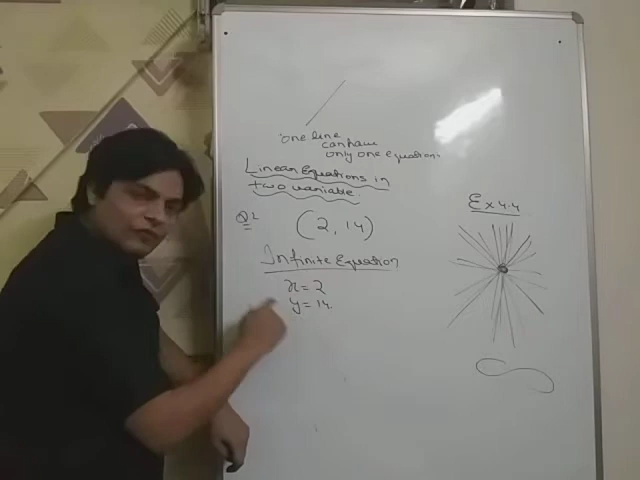 one line
can have
only one equation.
Linear Equations in
two variable.
Q2
(2, 14)
Infinite Equation
x = 2
y = 14.
Ex 4.4